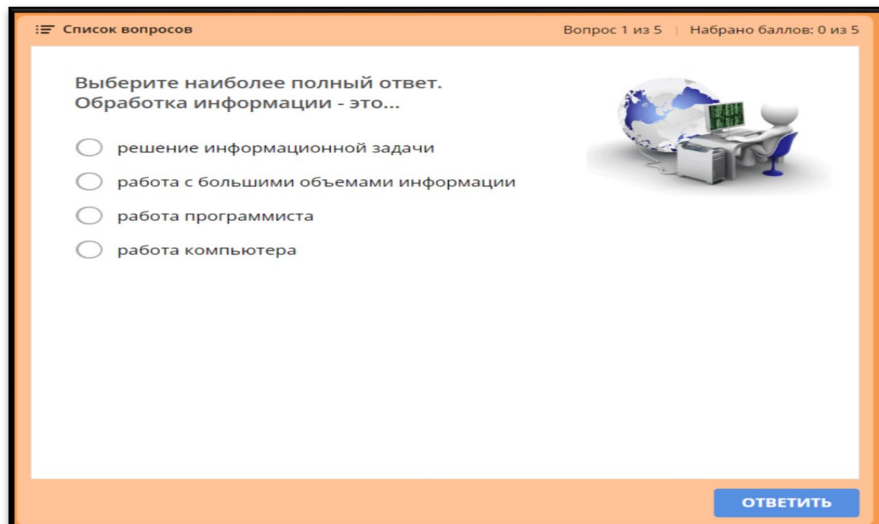 Список вопросов
Вопрос 1 из 5 | Набрано баллов: 0 из 5
Выберите наиболее полный ответ.
Обработка информации - это...
решение информационной задачи
работа с большими объемами информации
работа программиста
работа компьютера
ОТВЕТИТЬ